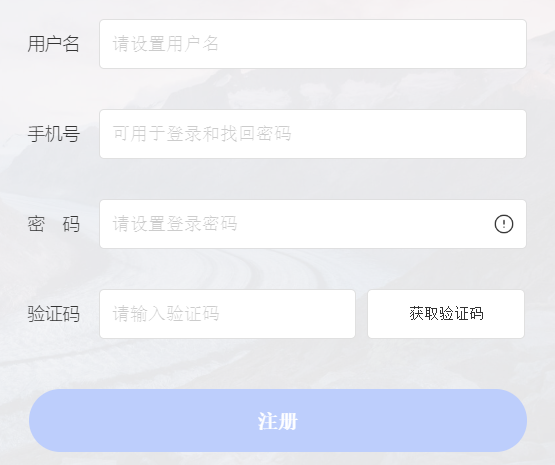 用户名 请设置用户名
手机号 可用于登录和找回密码
密 码 请设置登录密码
验证码 请输入验证码 获取验证码
注册